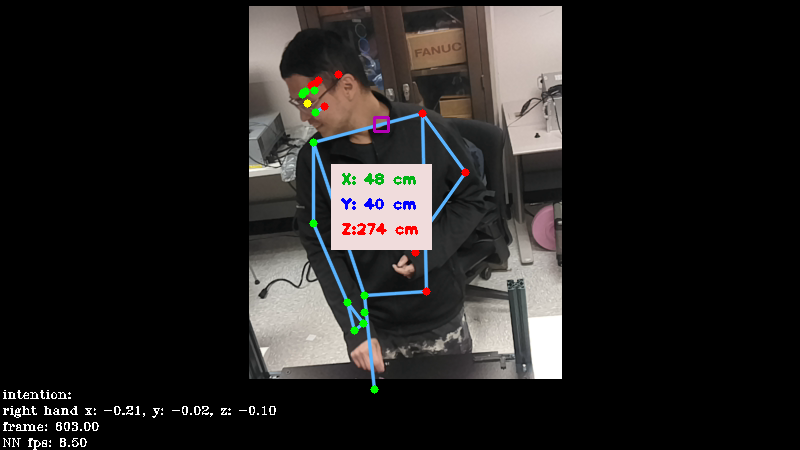 FANUC
X: 48 cm
Y: 40 cm
Z:274 cm
intention:
right hand x: -0.21, y: -0.02, z: -0.10
frame: 603.00
NN fps: 8.50